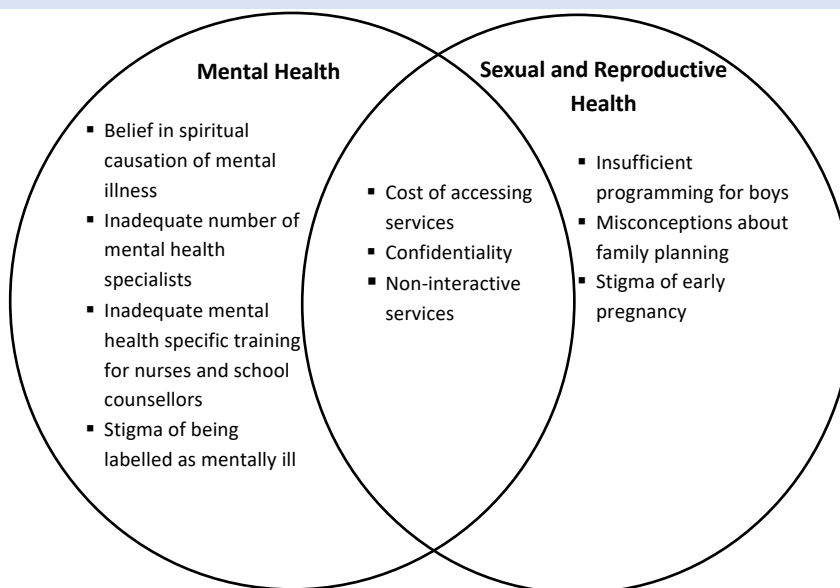 Mental Health
▪ Belief in spiritual
causation of mental
illness
▪ Inadequate number of
mental health
specialists
▪ Inadequate mental
health specific training
for nurses and school
counsellors
▪ Stigma of being
labelled as mentally ill
▪ Cost of accessing
services
▪ Confidentiality
▪ Non-interactive
services
Sexual and Reproductive
Health
▪ Insufficient
programming for boys
▪ Misconceptions about
family planning
▪ Stigma of early
pregnancy